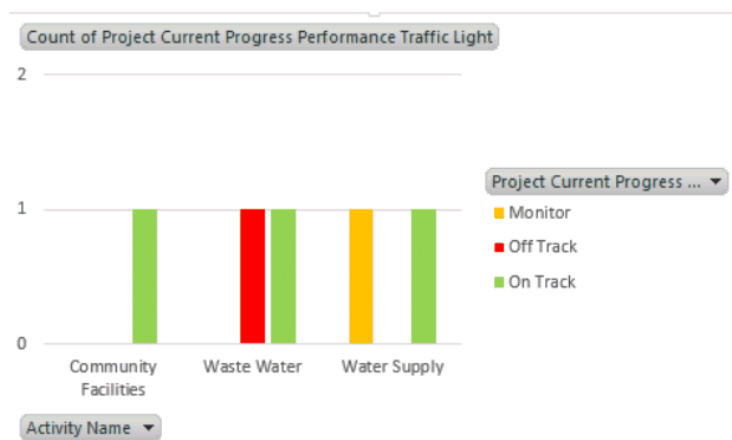 Count of Project Current Progress Performance Traffic Light
2
1
0
Community
Facilities
Waste Water
Water Supply
Project Current Progress ...
Monitor
Off Track
On Track
Activity Name